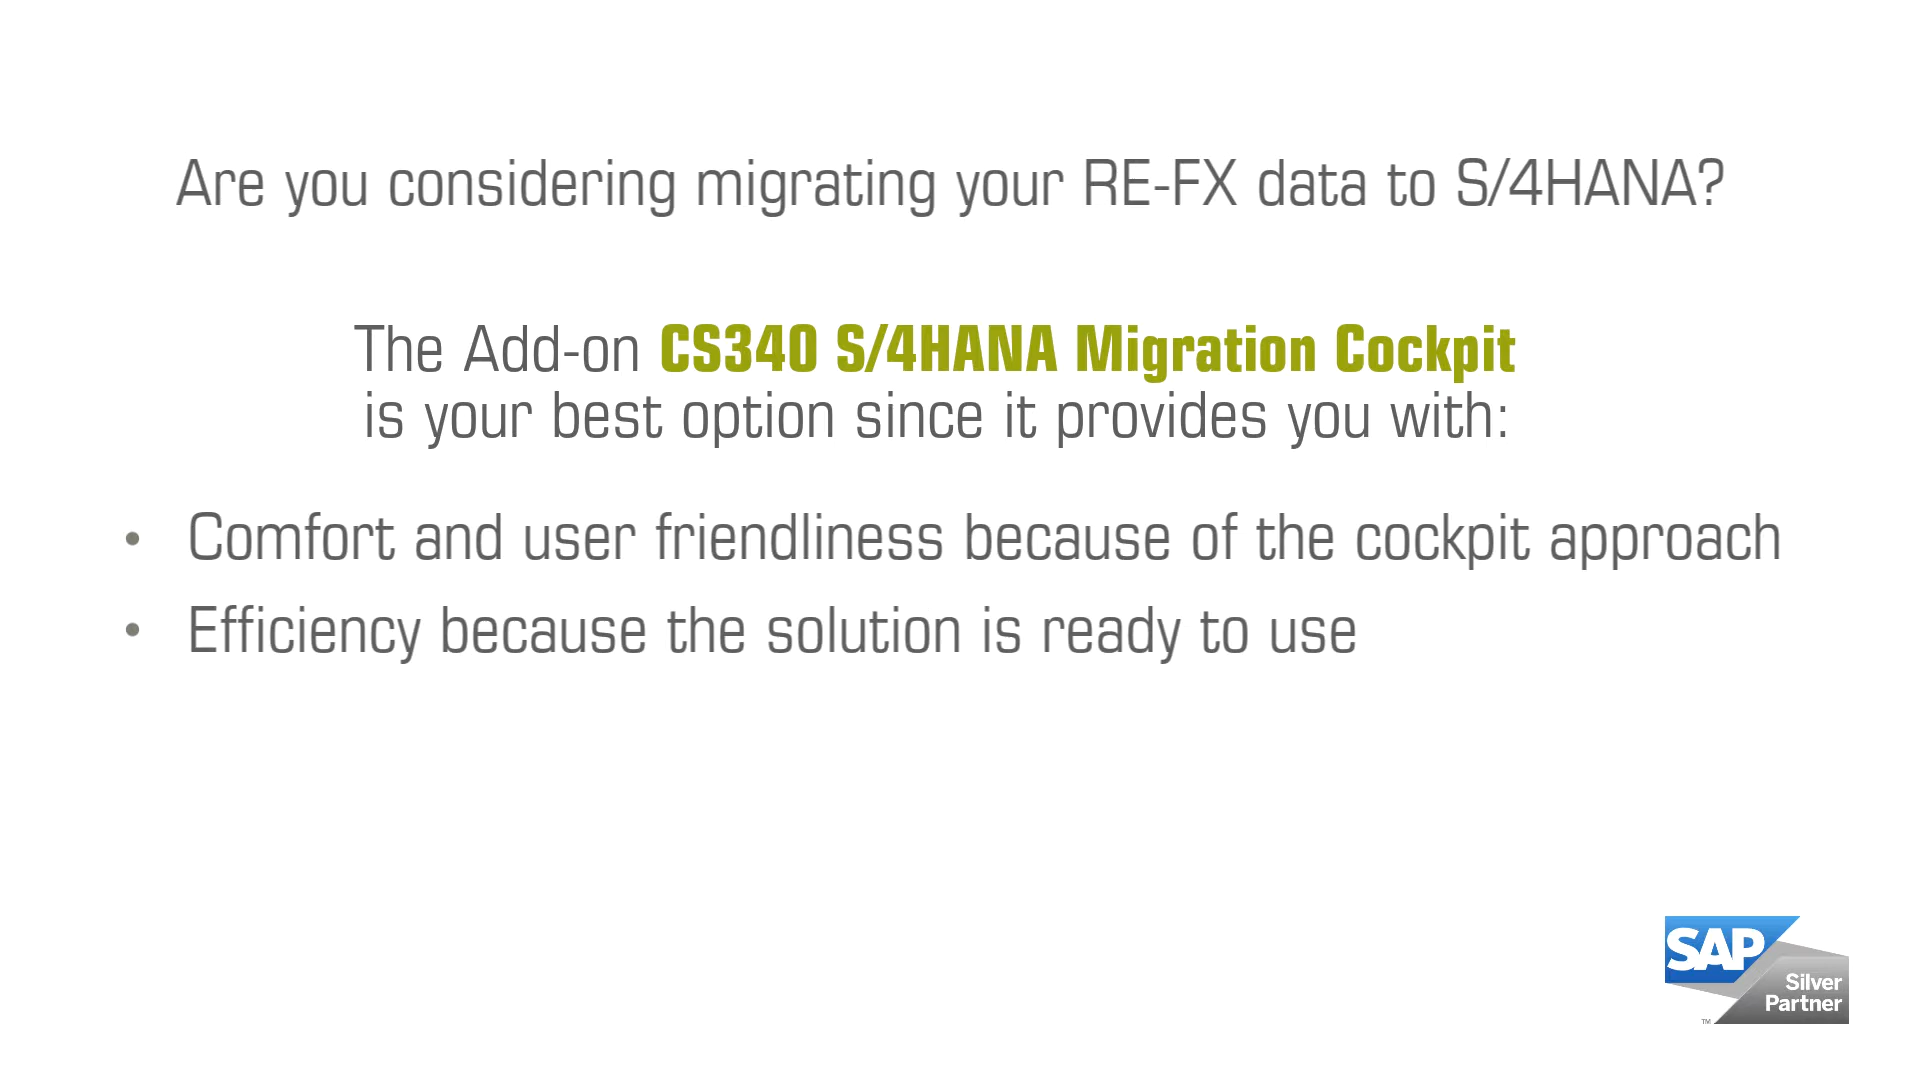 Are you considering migrating your RE-FX data to S/4HANA?
The Add-on CS340 S/4HANA Migration Cockpit
is your best option since it provides you with:
• Comfort and user friendliness because of the cockpit approach
• Efficiency because the solution is ready to use
SAP
Silver
Partner
™